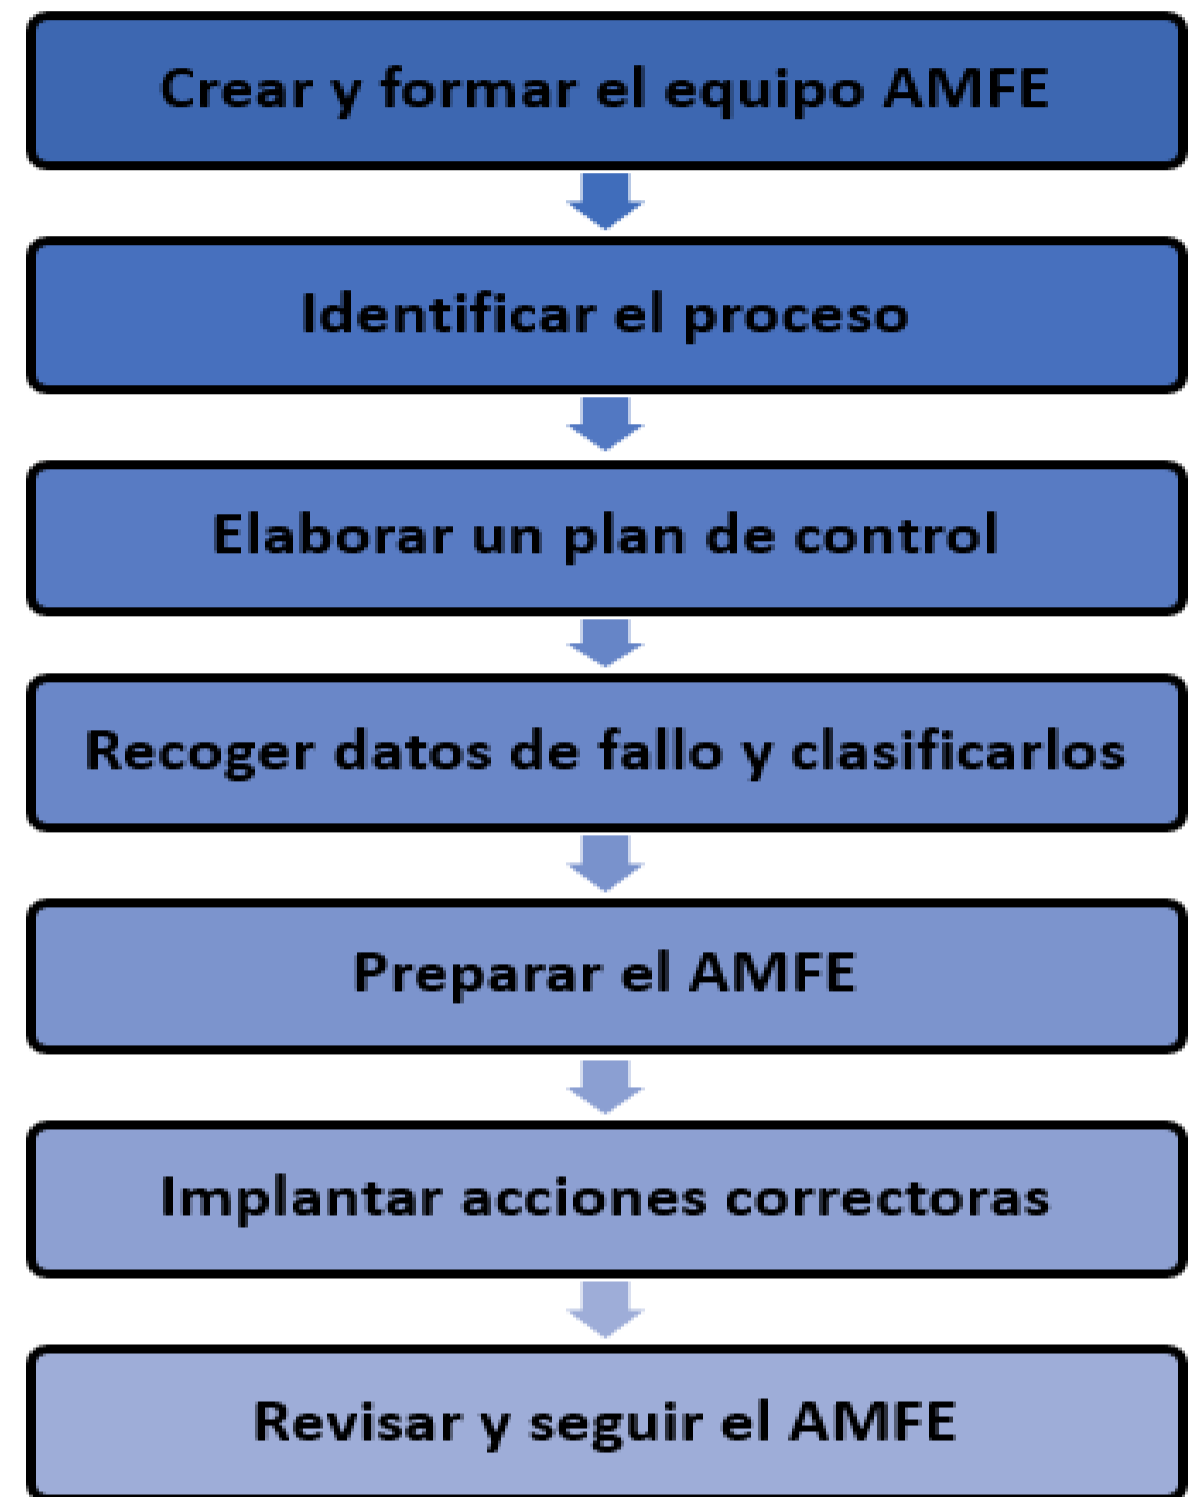 Crear y formar el equipo AMFE
Identificar el proceso
Elaborar un plan de control
Recoger datos de fallo y clasificarlos
Preparar el AMFE
Implantar acciones correctoras
Revisar y seguir el AMFE